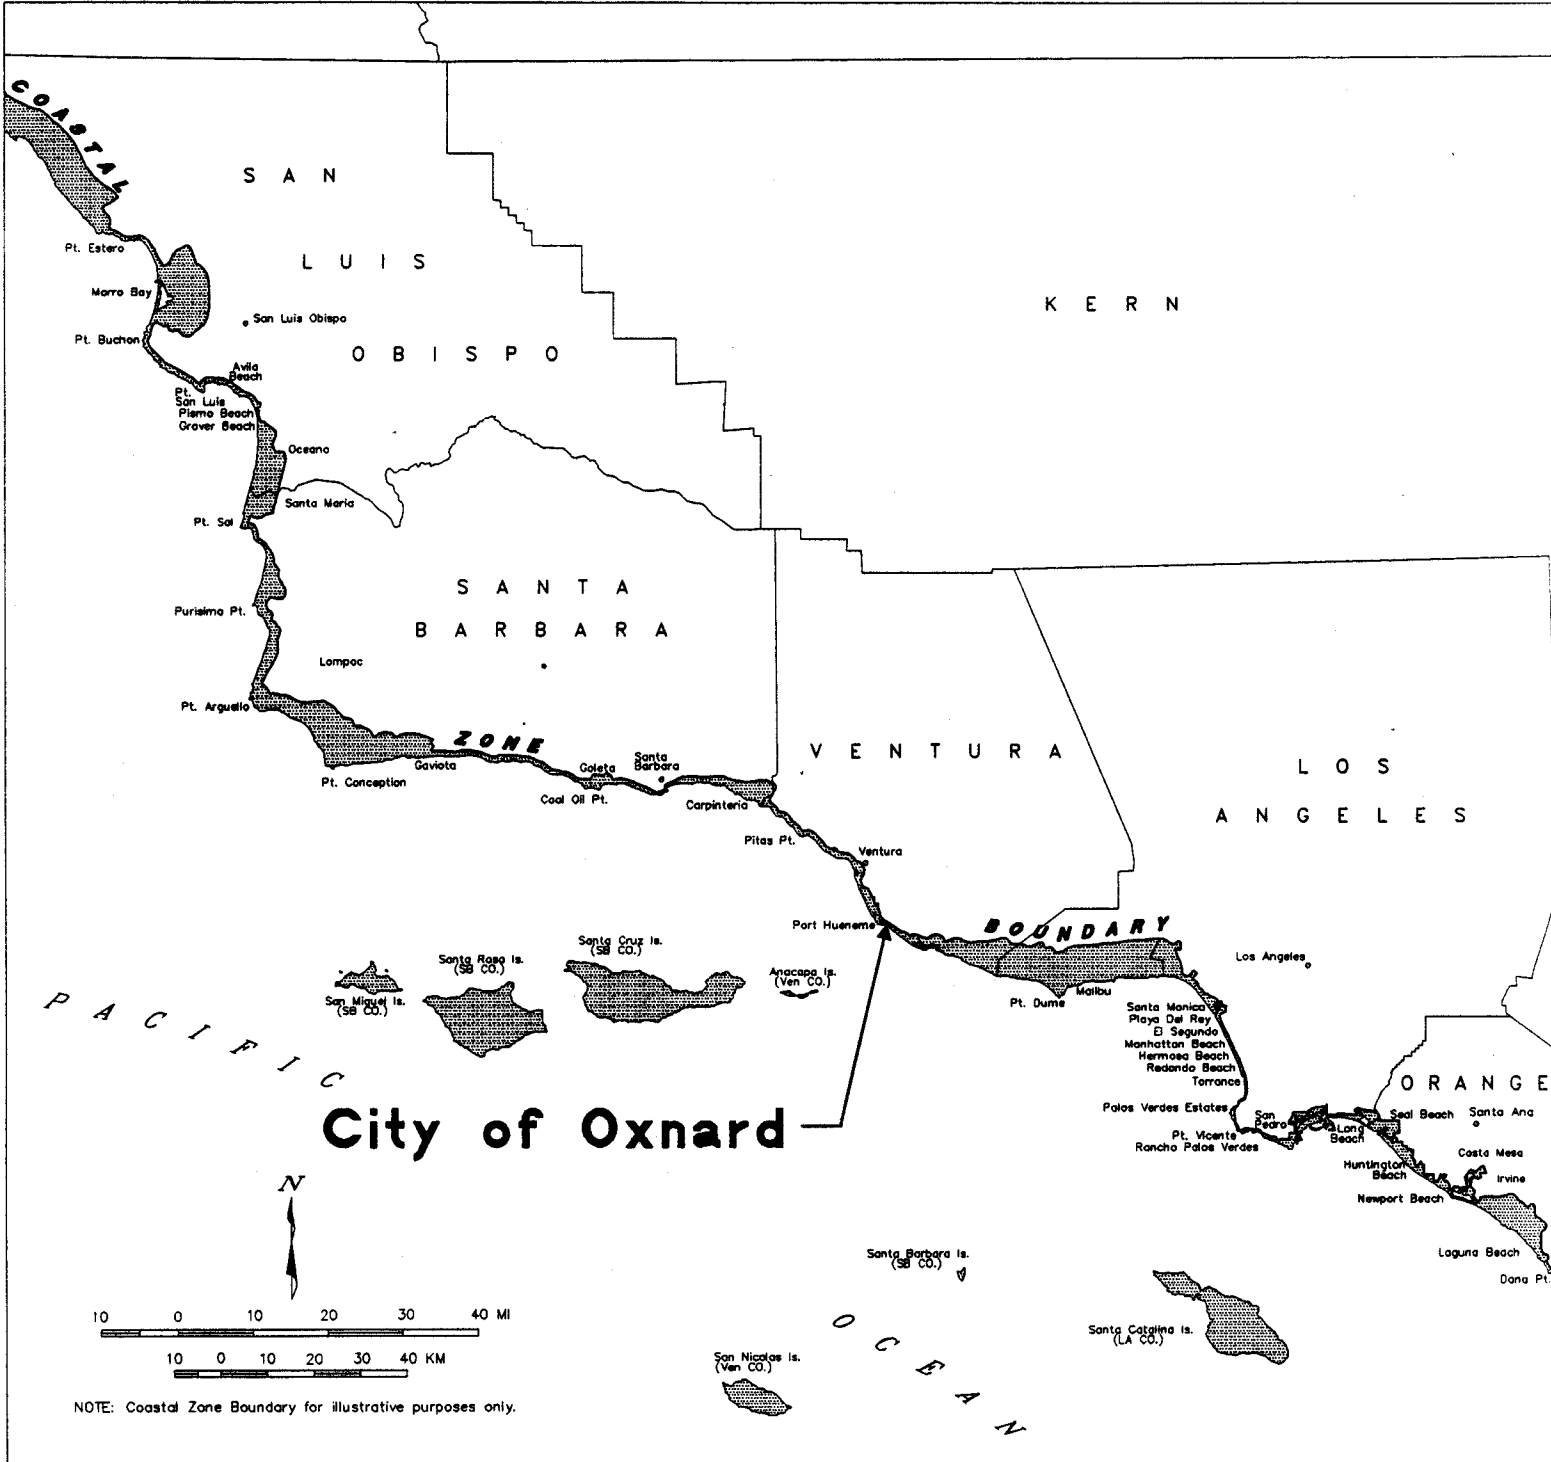 COASTAL
SAN
LUIS
OBISPO
KERN
Pt. Estero
Morro Bay
San Luis Obispo
Pt. Buchon
Avila
Beach
Pt.
San Luis
Pismo Beach
Grover Beach
Oceano
Santa Maria
Pt. Sal
SANTA
BARBARA
Purisima Pt.
Lompoc
Pt. Arguello
ZONE
Pt. Conception
Gaviota
Goleta
Coal Oil Pt.
Santa
Barbara
Carpinteria
VENTURA
LOS
ANGELES
Pitas Pt.
Ventura
Port Hueneme
BOUNDARY
Los Angeles
Santa Cruz Is.
(SB CO.)
Santa Rosa Is.
(SB CO.)
San Miguel Is.
(SB CO.)
Anacapa Is.
(Ven CO.)
Pt. Dume
Malibu
Santa Monica
Playa Del Rey
El Segundo
Manhattan Beach
Hermosa Beach
Redondo Beach
Torrance
PACIFIC
ORANGE
Palos Verdes Estates
San
Pedro
Long
Beach
Seal Beach
Santa Ana
Pt. Vicente
Rancho Palos Verdes
City of Oxnard
Costa Mesa
Huntington
Beach
Irvine
Newport Beach
Laguna Beach
Dana Pt.
N
Santa Barbara Is.
(SB CO.)
Santa Catalina Is.
(LA CO.)
OCEAN
San Nicolas Is.
(Ven CO.)
10 0 10 20 30 40 MI
10 0 10 20 30 40 KM
NOTE: Coastal Zone Boundary for illustrative purposes only.